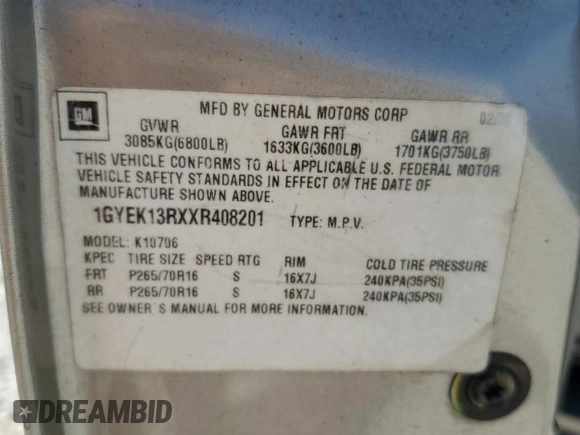 GM
MFD BY GENERAL MOTORS CORP
GVWR GAWR FRT GAWR RR
3085KG(6800LB) 1633KG(3600LB) 1701KG(3750LB)
THIS VEHICLE CONFORMS TO ALL APPLICABLE U.S. FEDERAL MOTOR
VEHICLE SAFETY STANDARDS IN EFFECT ON THE DATE OF
MANUFACTURE SHOWN ABOVE.
1GYEK13RXXR408201 TYPE: M.P.V.
MODEL: K10706
KPEC TIRE SIZE SPEED RTG RIM COLD TIRE PRESSURE
FRT P265/70R16 S 16X7J 240KPA(35PSI)
RR P265/70R16 S 16X7J 240KPA(35PSI)
SEE OWNER'S MANUAL FOR MORE INFORMATION.
DREAMBID